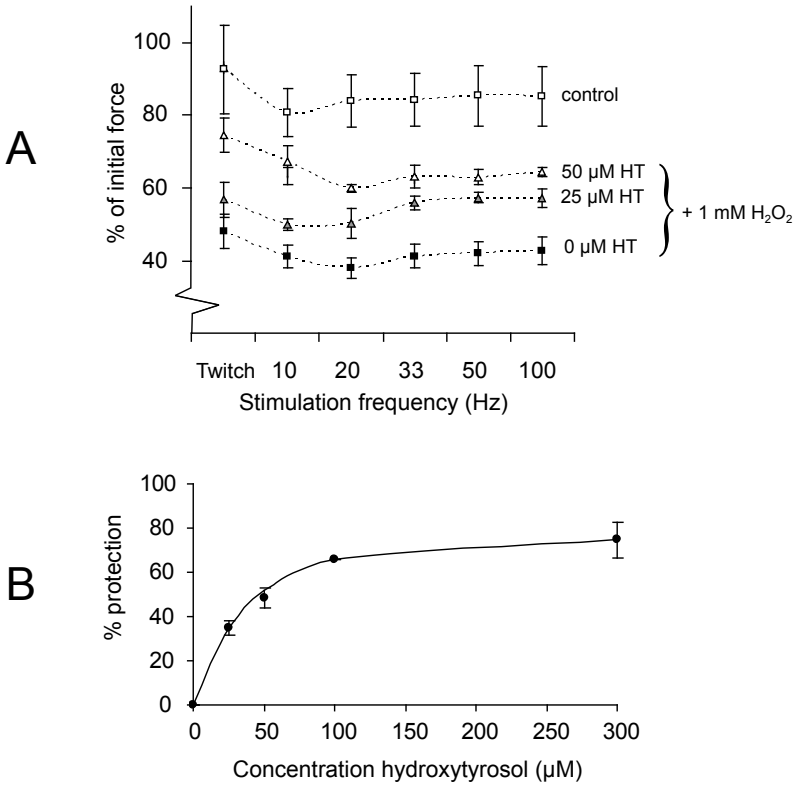 A
% of initial force
100
80
60
40
control
50 µM HT
25 µM HT
0 µM HT
+ 1 mM H₂O₂
Twitch 10 20 33 50 100
Stimulation frequency (Hz)
B
% protection
100
80
60
40
20
0
0 50 100 150 200 250 300
Concentration hydroxytyrosol (µM)